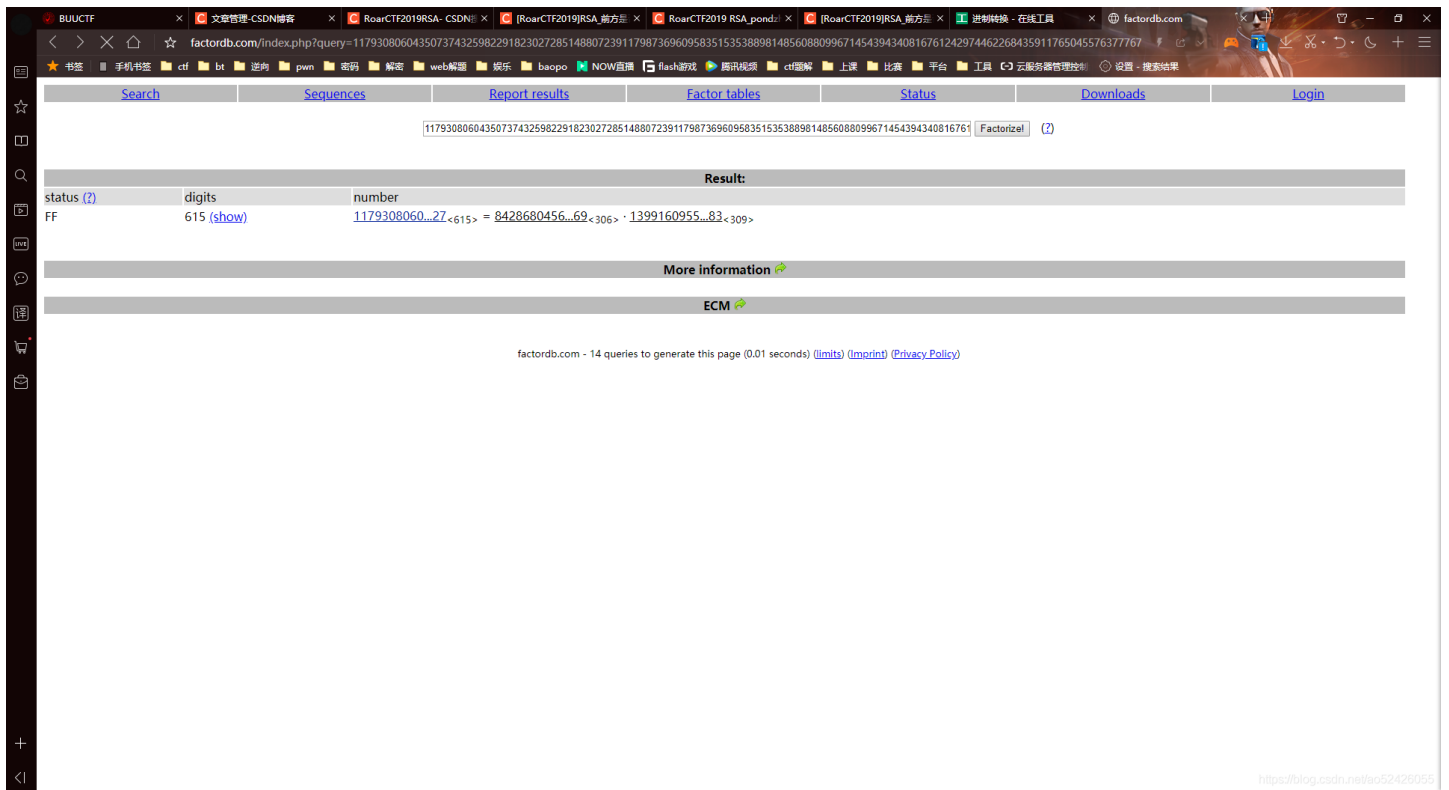 BUUCTF 文章管理-CSDN博客 RoarCTF2019RSA- CSDN [RoarCTF2019]RSA_前方是 RoarCTF2019 RSA_pondzi [RoarCTF2019]RSA_前方是 进制转换 - 在线工具 factordb.com
factordb.com/index.php?query=117930806043507374325982291823027285148807239117987369609583515353889814856088099671454394340816761242974462268435911765045576377767
书签 手机书签 ctf bt 逆向 pwn 密码 解密 web解题 娱乐 baopo NOW直播 flash游戏 腾讯视频 ctf题解 上课 比赛 平台 工具 云服务器管理控制 设置 - 搜索结果
Search Sequences Report results Factor tables Status Downloads Login
11793080604350737432598229182302728514880723911798736960958351535388981485608809967145439434081676 Factorize! (?)
Result:
status (?) digits number
FF 615 (show) 1179308060...27<615> = 8428680456...69<306> · 1399160955...83<309>
More information
ECM
factordb.com - 14 queries to generate this page (0.01 seconds) (limits) (Imprint) (Privacy Policy)
LIVE
译
https://blog.csdn.net/ao52426055